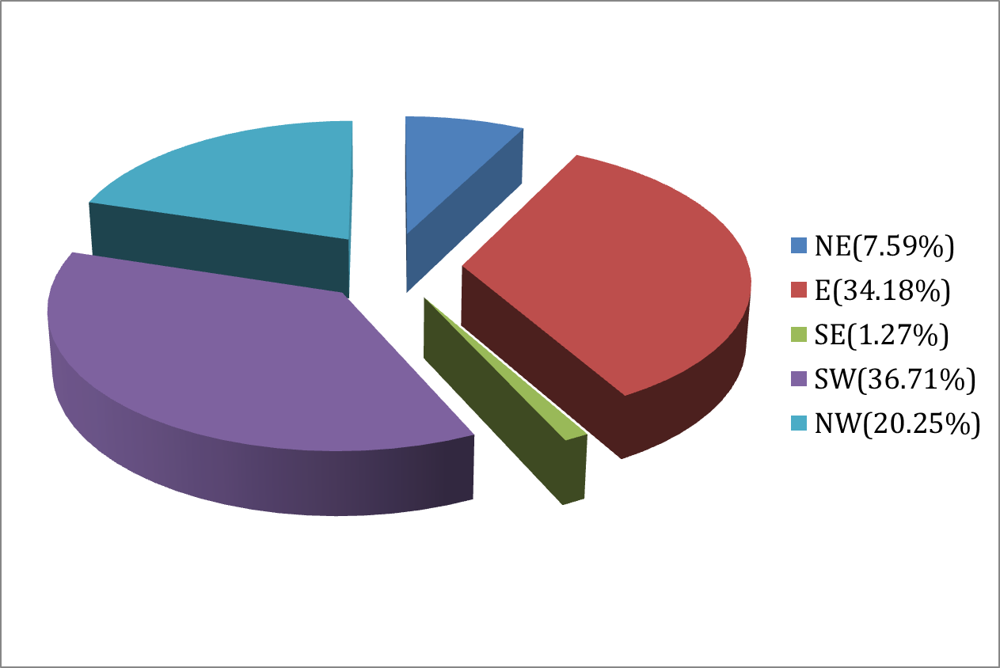 NE(7.59%)
E(34.18%)
SE(1.27%)
SW(36.71%)
NW(20.25%)